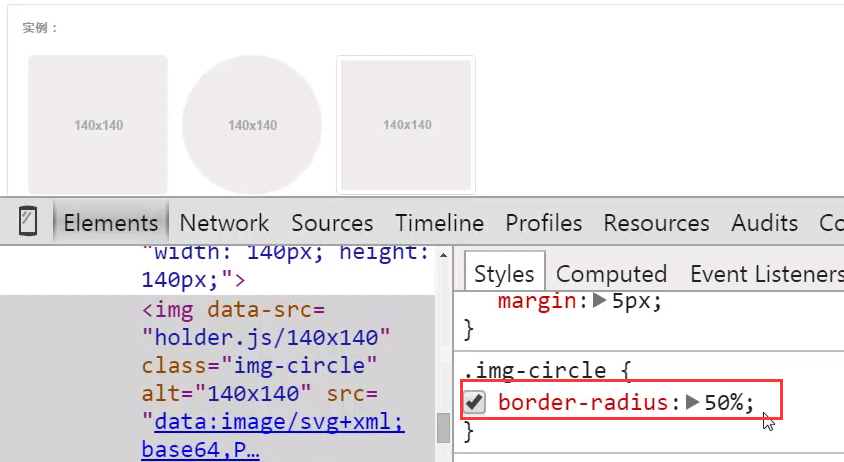 实例：
140x140 140x140 140x140
Elements Network Sources Timeline Profiles Resources Audits Co
"width: 140px; height:
140px;">
<img data-src=
"holder.js/140x140"
class="img-circle"
alt="140x140" src=
"data:image/svg+xml;
base64,P…
Styles Computed Event Listeners
margin:▶5px;
}
.img-circle {
border-radius:▶50%;
}